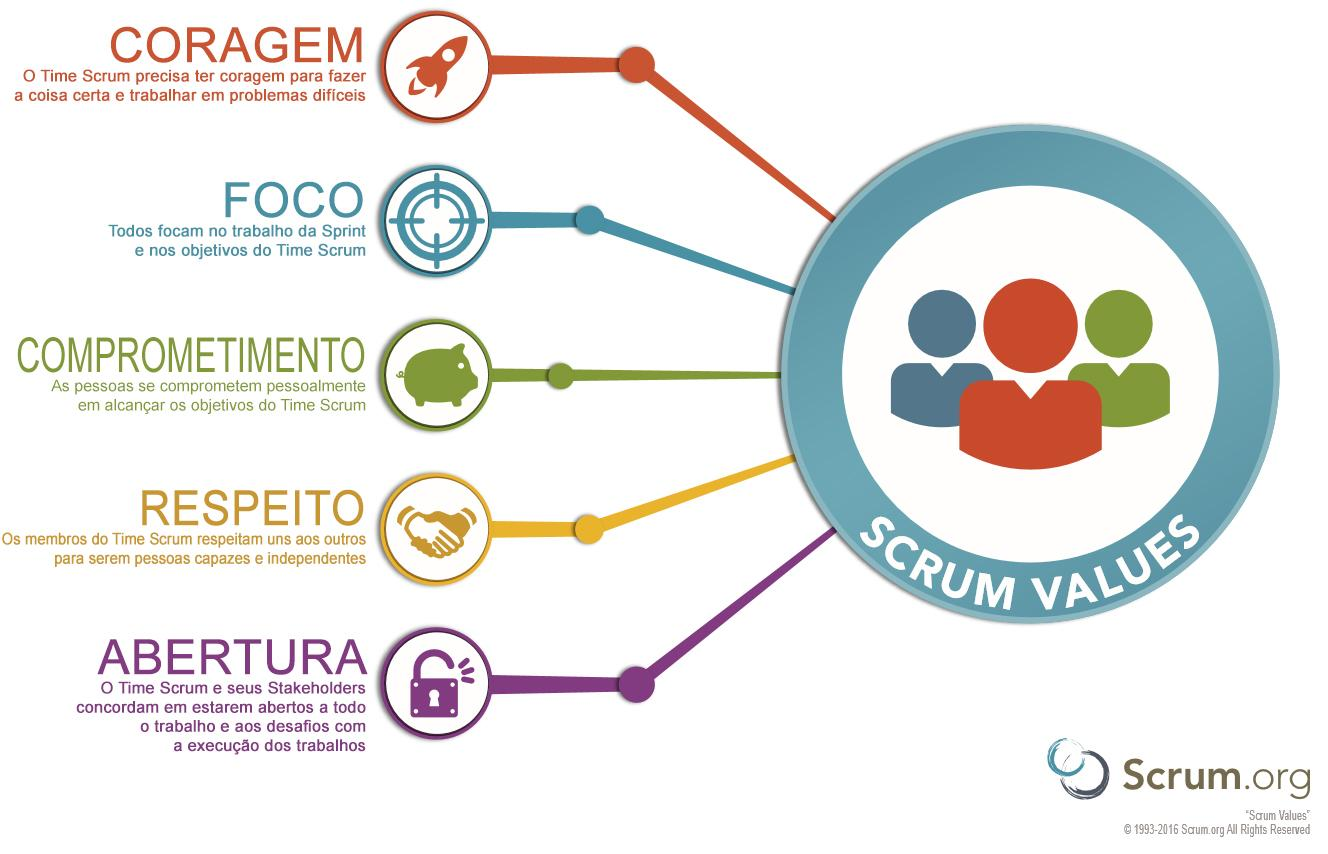 CORAGEM
O Time Scrum precisa ter coragem para fazer
a coisa certa e trabalhar em problemas difíceis
FOCO
Todos focam no trabalho da Sprint
e nos objetivos do Time Scrum
COMPROMETIMENTO
As pessoas se comprometem pessoalmente
em alcançar os objetivos do Time Scrum
RESPEITO
Os membros do Time Scrum respeitam uns aos outros
para serem pessoas capazes e independentes
ABERTURA
O Time Scrum e seus Stakeholders
concordam em estarem abertos a todo
o trabalho e aos desafios com
a execução dos trabalhos
SCRUM VALUES
Scrum.org
“Scrum Values”
© 1993-2016 Scrum.org All Rights Reserved